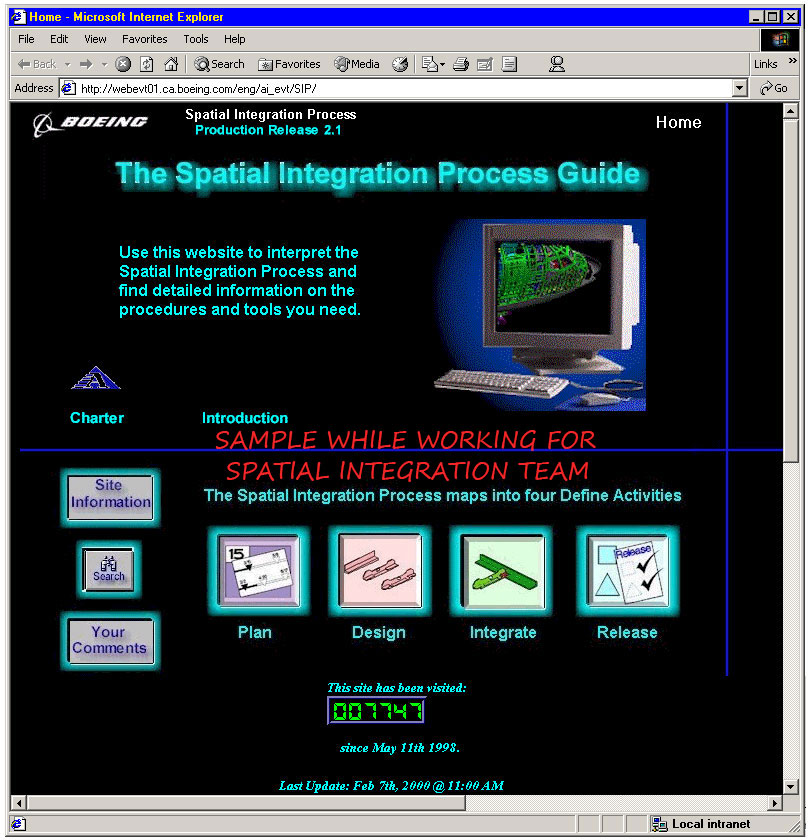 Home - Microsoft Internet Explorer
File Edit View Favorites Tools Help
Back Search Favorites Media Links »
Address http://webevt01.ca.boeing.com/eng/ai_evt/SIP/ Go
BOEING
Spatial Integration Process
Production Release 2.1
Home
The Spatial Integration Process Guide
Use this website to interpret the
Spatial Integration Process and
find detailed information on the
procedures and tools you need.
Charter Introduction
SAMPLE WHILE WORKING FOR
SPATIAL INTEGRATION TEAM
The Spatial Integration Process maps into four Define Activities
Site
Information
Search
Your
Comments
15
Release
Plan Design Integrate Release
This site has been visited:
007747
since May 11th 1998.
Last Update: Feb 7th, 2000 @ 11:00 AM
Local intranet